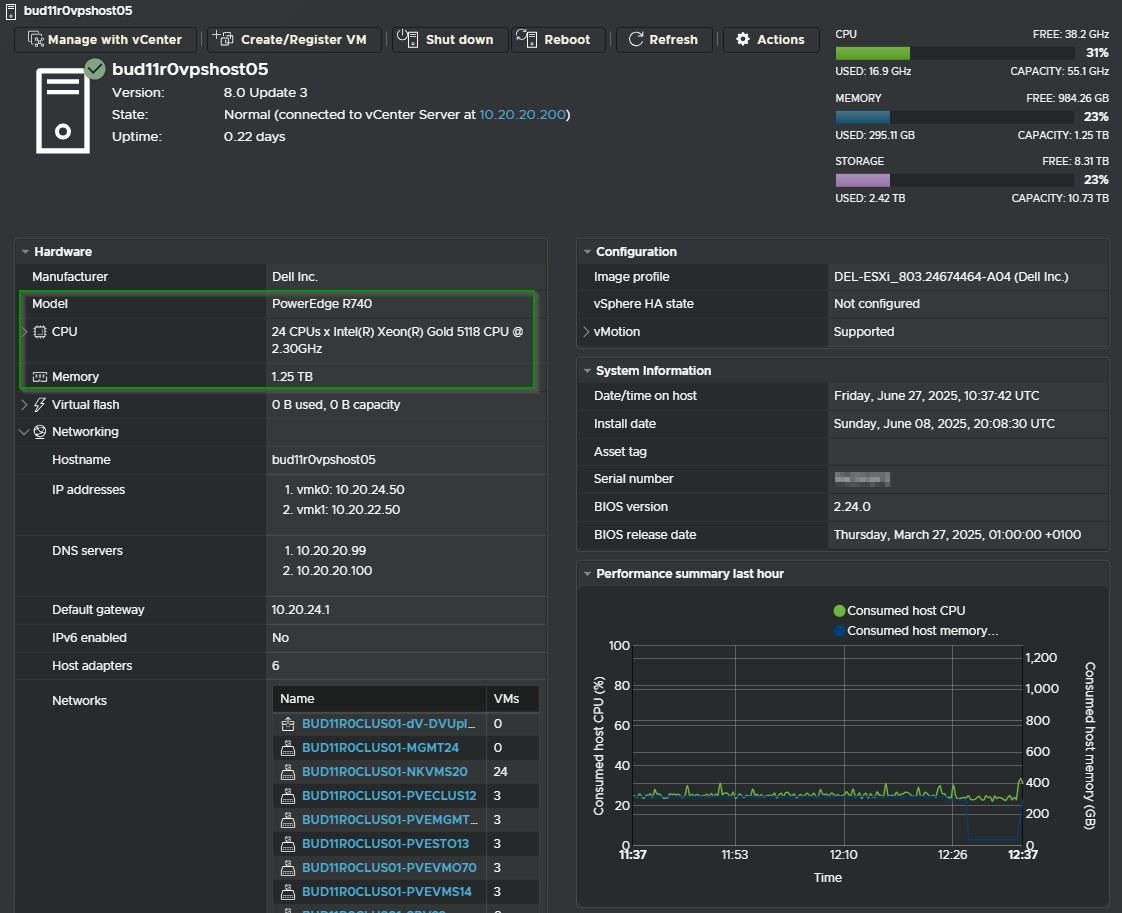 bud11r0vpshost05
Manage with vCenter
Create/Register VM
Shut down
Reboot
Refresh
Actions
bud11r0vpshost05
Version: 8.0 Update 3
State: Normal (connected to vCenter Server at 10.20.20.200)
Uptime: 0.22 days
CPU FREE: 38.2 GHz
31%
USED: 16.9 GHz CAPACITY: 55.1 GHz
MEMORY FREE: 984.26 GB
23%
USED: 295.11 GB CAPACITY: 1.25 TB
STORAGE FREE: 8.31 TB
23%
USED: 2.42 TB CAPACITY: 10.73 TB
Hardware
Manufacturer Dell Inc.
Model PowerEdge R740
CPU 24 CPUs x Intel(R) Xeon(R) Gold 5118 CPU @
2.30GHz
Memory 1.25 TB
Virtual flash 0 B used, 0 B capacity
Networking
Hostname bud11r0vpshost05
IP addresses 1. vmk0: 10.20.24.50
2. vmk1: 10.20.22.50
DNS servers 1. 10.20.20.99
2. 10.20.20.100
Default gateway 10.20.24.1
IPv6 enabled No
Host adapters 6
Networks
Name VMs
BUD11R0CLUS01-dV-DVUpl... 0
BUD11R0CLUS01-MGMT24 0
BUD11R0CLUS01-NKVMS20 24
BUD11R0CLUS01-PVECLUS12 3
BUD11R0CLUS01-PVEMGMT... 3
BUD11R0CLUS01-PVESTO13 3
BUD11R0CLUS01-PVEVMO70 3
BUD11R0CLUS01-PVEVMS14 3
Configuration
Image profile DEL-ESXi_803.24674464-A04 (Dell Inc.)
vSphere HA state Not configured
vMotion Supported
System Information
Date/time on host Friday, June 27, 2025, 10:37:42 UTC
Install date Sunday, June 08, 2025, 20:08:30 UTC
Asset tag
Serial number
BIOS version 2.24.0
BIOS release date Thursday, March 27, 2025, 01:00:00 +0100
Performance summary last hour
Consumed host CPU
Consumed host memory...
Consumed host CPU (%)
100
80
60
40
20
0
1,200
1,000
800
600
400
200
0
Consumed host memory (GB)
11:37 11:53 12:10 12:26 12:37
Time